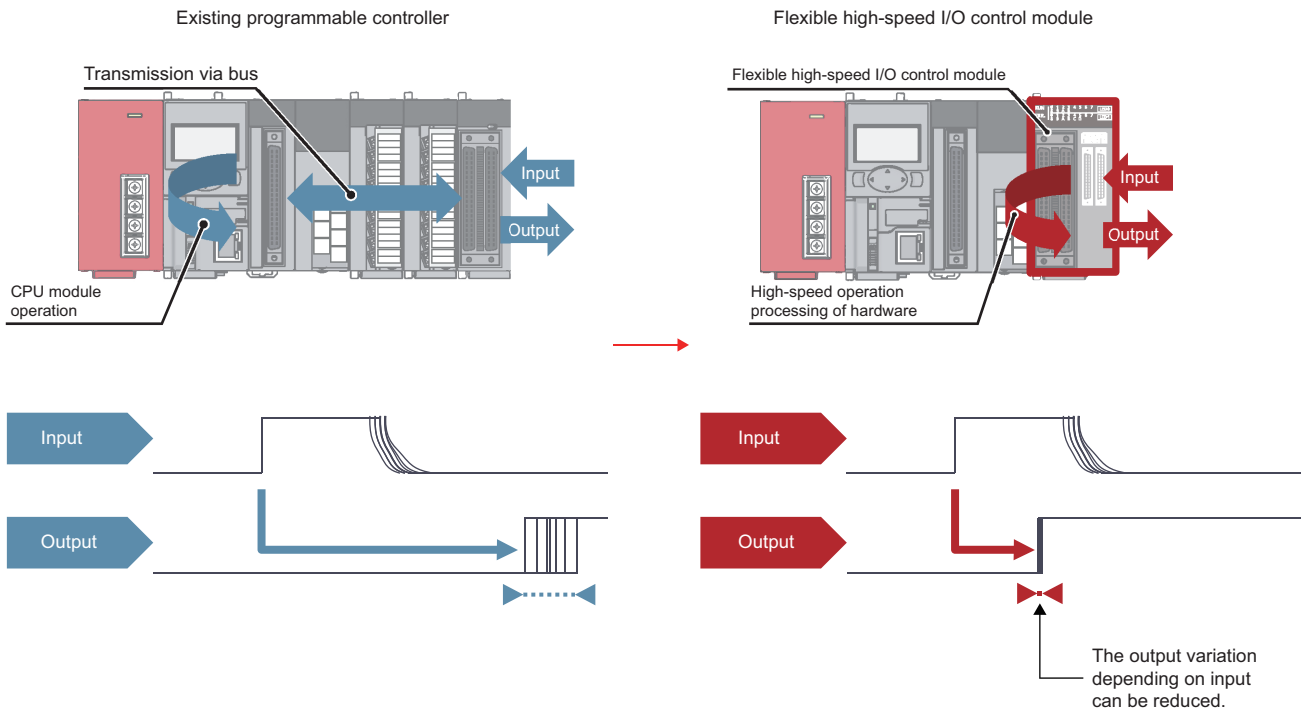 Existing programmable controller
Transmission via bus
Input
Output
CPU module
operation
Flexible high-speed I/O control module
Flexible high-speed I/O control module
Input
Output
High-speed operation
processing of hardware
Input
Output
Input
Output
The output variation
depending on input
can be reduced.